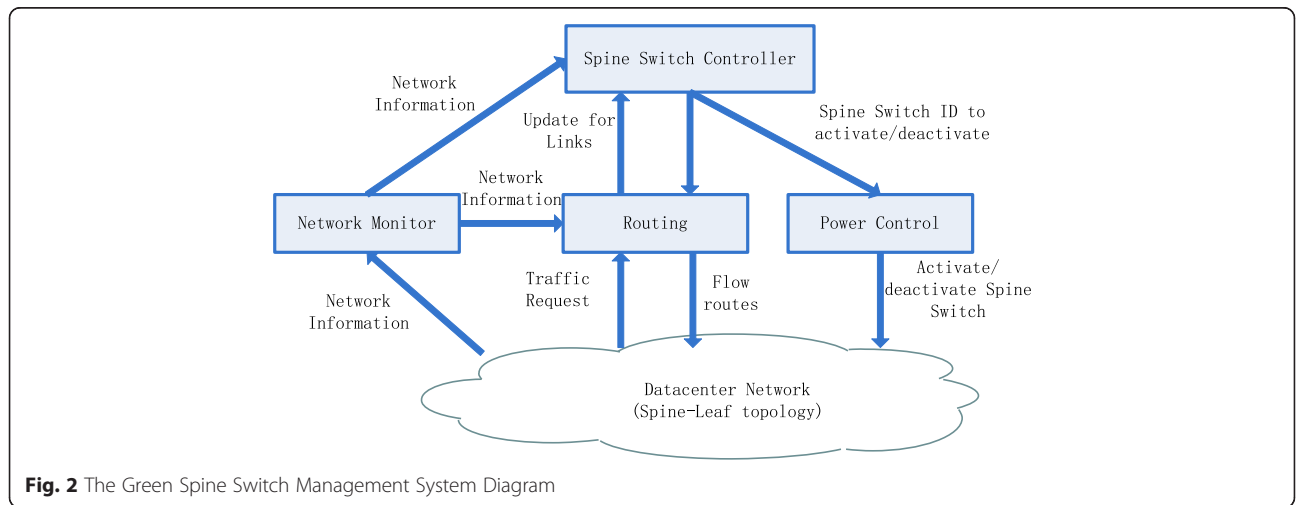 Spine Switch Controller
Network
Information
Update for
Links
Spine Switch ID to
activate/deactivate
Network
Information
Network Monitor
Routing
Power Control
Network
Information
Traffic
Request
Flow
routes
Activate/
deactivate Spine
Switch
Datacenter Network
(Spine-Leaf topology)
Fig. 2 The Green Spine Switch Management System Diagram